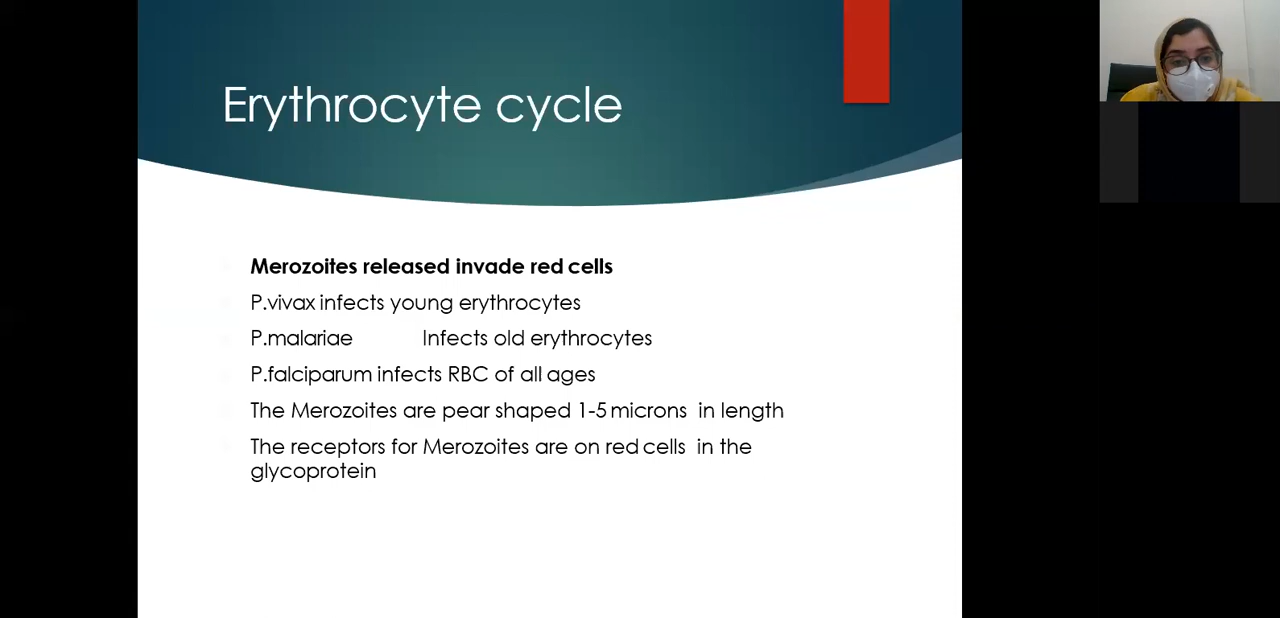 Erythrocyte cycle
Merozoites released invade red cells
P.vivax infects young erythrocytes
P.malariae Infects old erythrocytes
P.falciparum infects RBC of all ages
The Merozoites are pear shaped 1-5 microns in length
The receptors for Merozoites are on red cells in the
glycoprotein